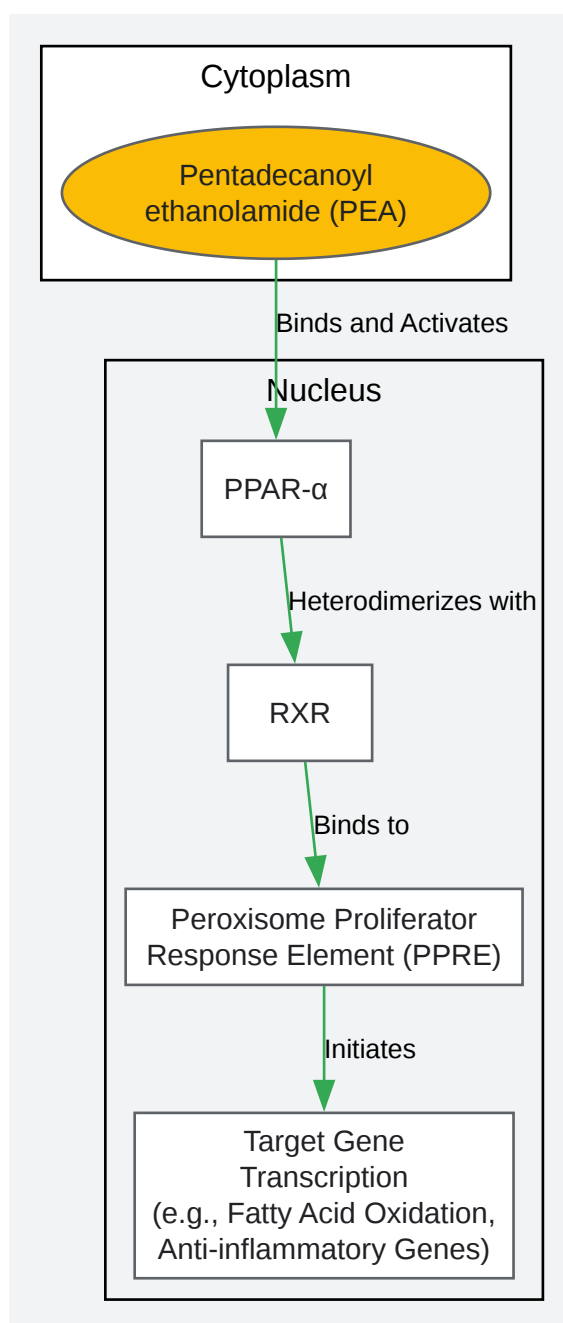 Cytoplasm
Pentadecanoyl
ethanolamide (PEA)
Binds and Activates
Nucleus
PPAR-α
Heterodimerizes with
RXR
Binds to
Peroxisome Proliferator
Response Element (PPRE)
Initiates
Target Gene
Transcription
(e.g., Fatty Acid Oxidation,
Anti-inflammatory Genes)